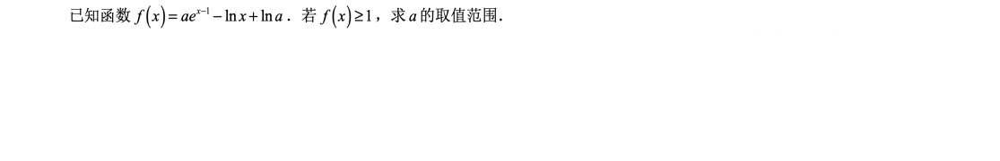 已知函数 f(x)=ae^{x-1}-lnx+lna．若 f(x)≥1，求 a 的取值范围．